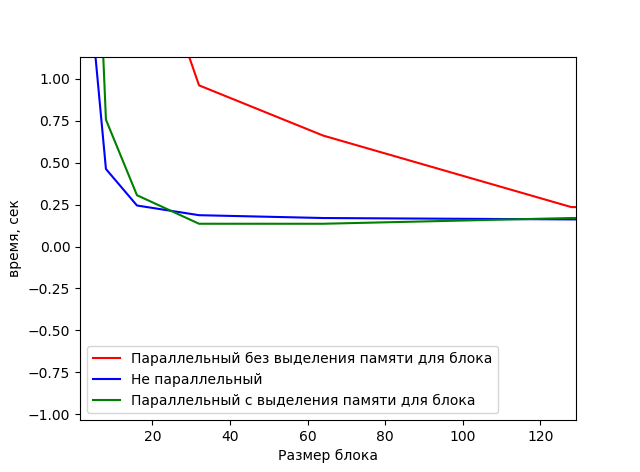 1.00
0.75
0.50
0.25
0.00
−0.25
−0.50
−0.75
−1.00
время, сек
Параллельный без выделения памяти для блока
Не параллельный
Параллельный с выделения памяти для блока
20 40 60 80 100 120
Размер блока